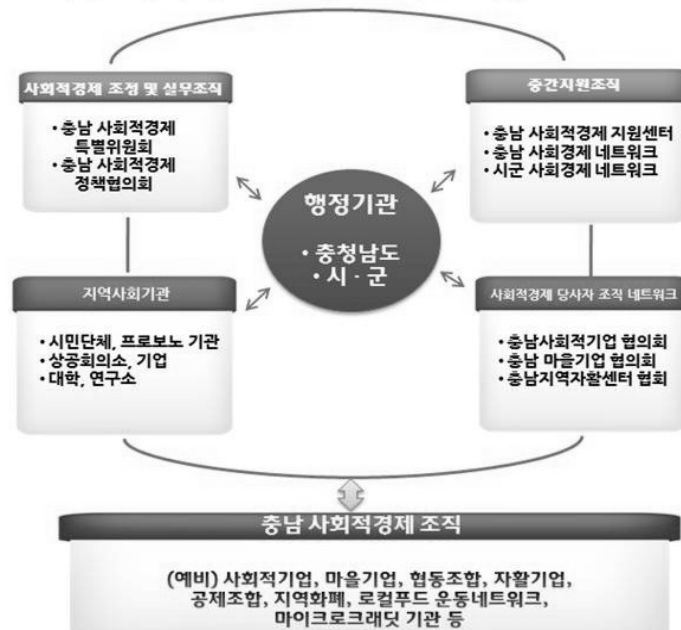 사회적경제 조정 및 실무조직
• 충남 사회적경제
특별위원회
• 충남 사회적경제
정책협의회
중간지원조직
• 충남 사회적경제 지원센터
• 충남 사회경제 네트워크
• 시군 사회경제 네트워크
행정기관
• 충청남도
• 시 · 군
지역사회기관
• 시민단체, 프로보노 기관
• 상공회의소, 기업
• 대학, 연구소
사회적경제 당사자 조직 네트워크
• 충남사회적기업 협의회
• 충남 마을기업 협의회
• 충남지역자활센터 협회
충남 사회적경제 조직
(예비) 사회적기업, 마을기업, 협동조합, 자활기업,
공제조합, 지역화폐, 로컬푸드 운동네트워크,
마이크로크래딧 기관 등